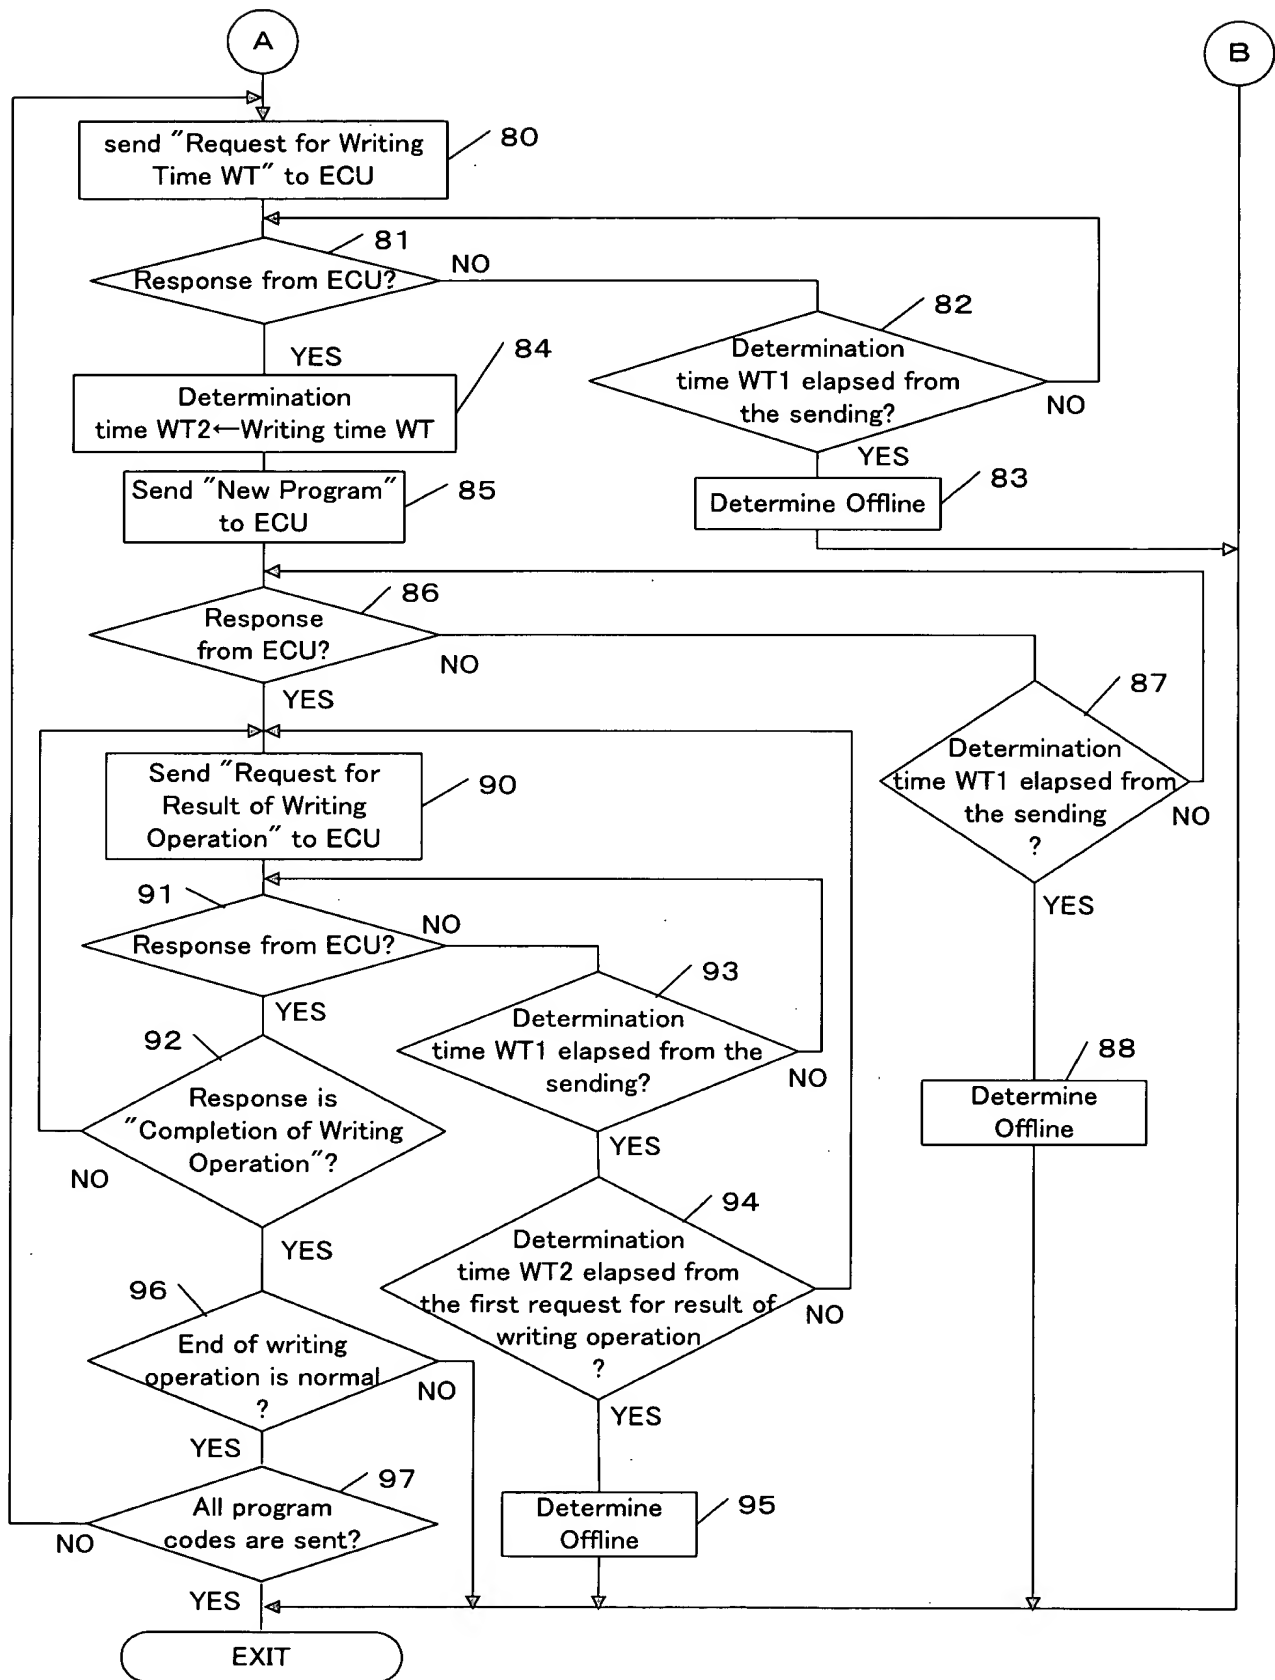 A
B
send "Request for Writing
Time WT" to ECU
80
Response from ECU?
81
NO
YES
Determination
time WT1 elapsed from
the sending?
82
NO
YES
Determination
time WT2←Writing time WT
84
Determine Offline
83
Send "New Program"
to ECU
85
Response
from ECU?
86
NO
YES
Determination
time WT1 elapsed from
the sending
?
87
NO
YES
Send "Request for
Result of Writing
Operation" to ECU
90
Response from ECU?
91
NO
YES
Determination
time WT1 elapsed from the
sending?
93
NO
YES
Response is
"Completion of Writing
Operation"?
92
NO
YES
Determine
Offline
88
Determination
time WT2 elapsed from
the first request for result of
writing operation
?
94
NO
YES
End of writing
operation is normal
?
96
NO
YES
All program
codes are sent?
97
NO
YES
Determine
Offline
95
EXIT